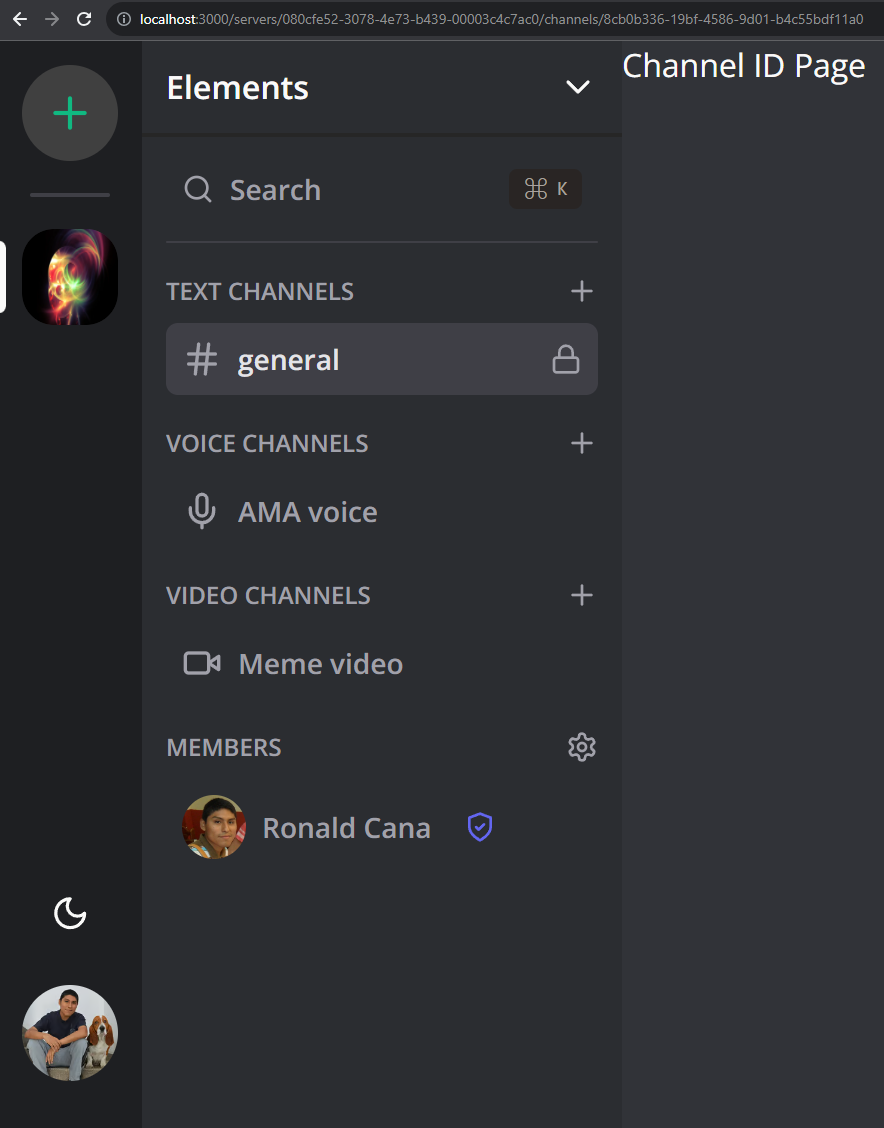 localhost:3000/servers/080cfe52-3078-4e73-b439-00003c4c7ac0/channels/8cb0b336-19bf-4586-9d01-b4c55bdf11a0
Elements
Channel ID Page
Search ⌘ K
TEXT CHANNELS
general
VOICE CHANNELS
AMA voice
VIDEO CHANNELS
Meme video
MEMBERS
Ronald Cana